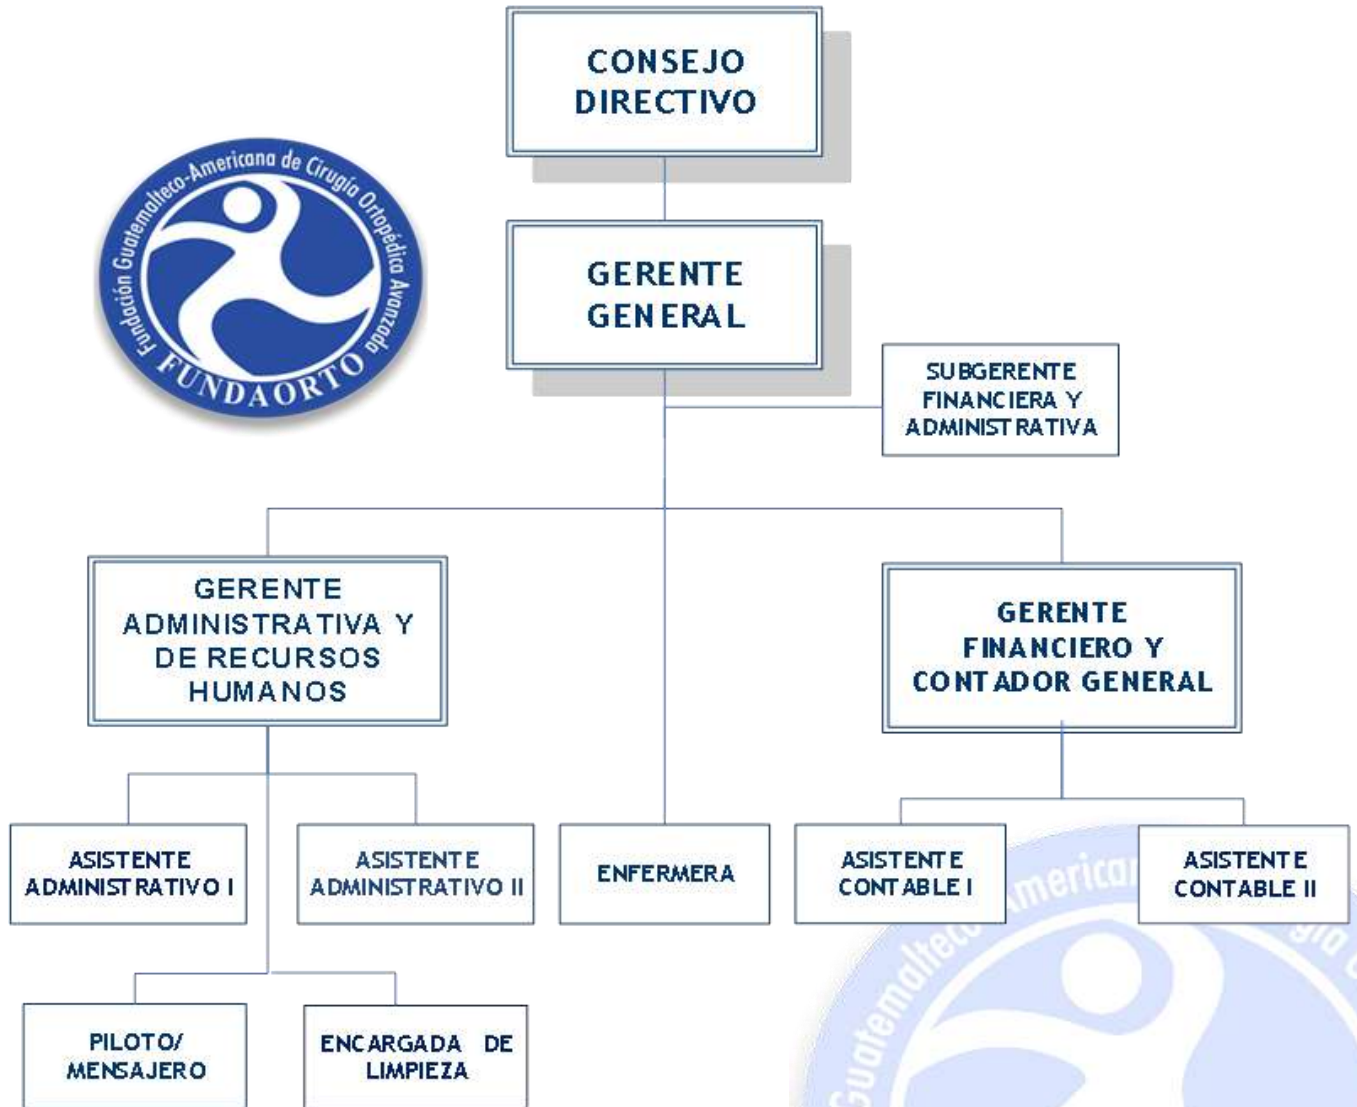 CONSEJO
DIRECTIVO
Fundación Guatemalteco-Americana de Cirugía Ortopédica Avanzada
FUNDAORTO
GERENTE
GENERAL
SUBGERENTE
FINANCIERA Y
ADMINISTRATIVA
GERENTE
ADMINISTRATIVA Y
DE RECURSOS
HUMANOS
GERENTE
FINANCIERO Y
CONTADOR GENERAL
ASISTENTE
ADMINISTRATIVO I
ASISTENTE
ADMINISTRATIVO II
ENFERMERA
ASISTENTE
CONTABLE I
ASISTENTE
CONTABLE II
PILOTO/
MENSAJERO
ENCARGADA DE
LIMPIEZA